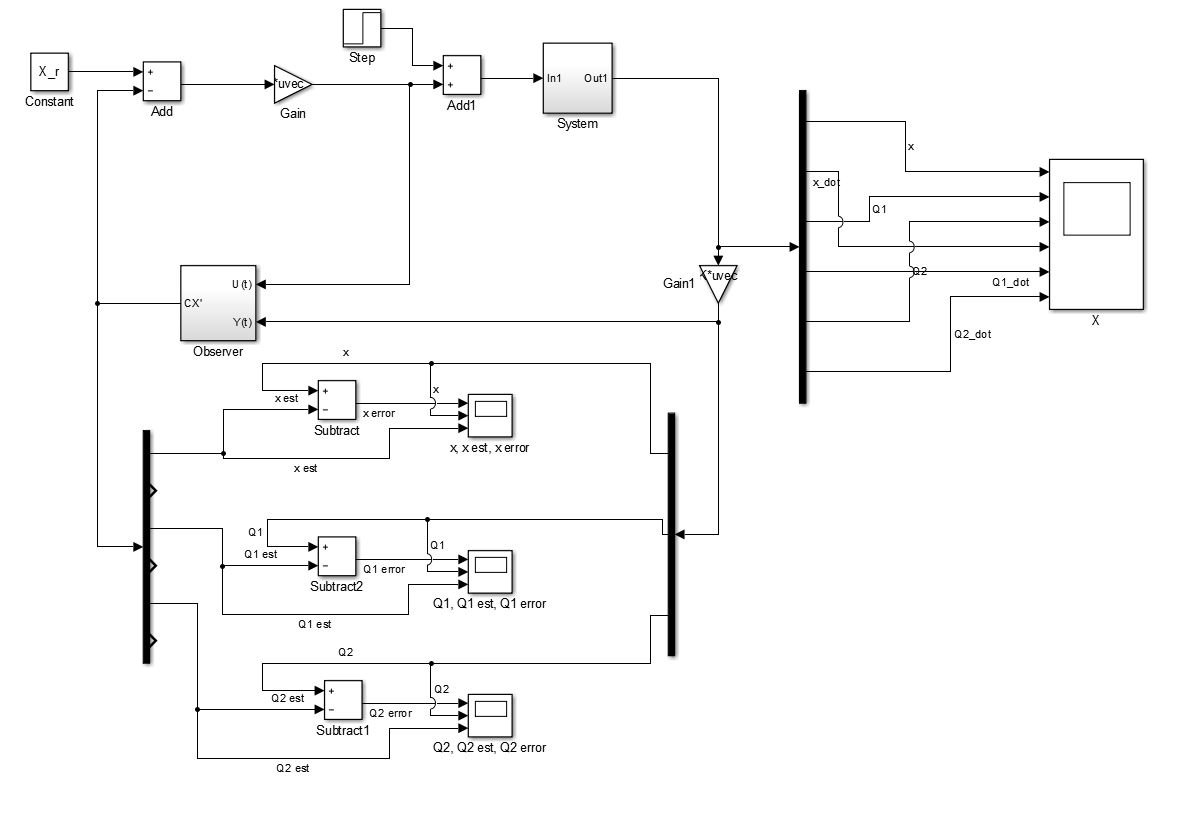 Step
X_r
Constant
+
−
Add
*uvec
Gain
+
+
Add1
In1
Out1
System
x
x_dot
Q1
Q2
Q1_dot
Q2_dot
X
*uvec
Gain1
U(t)
CX'
Y(t)
Observer
x
+
−
x est
Subtract
x
x error
x, x est, x error
x est
Q1
+
−
Q1 est
Subtract2
Q1
Q1 error
Q1, Q1 est, Q1 error
Q1 est
Q2
+
−
Q2 est
Subtract1
Q2
Q2 error
Q2, Q2 est, Q2 error
Q2 est